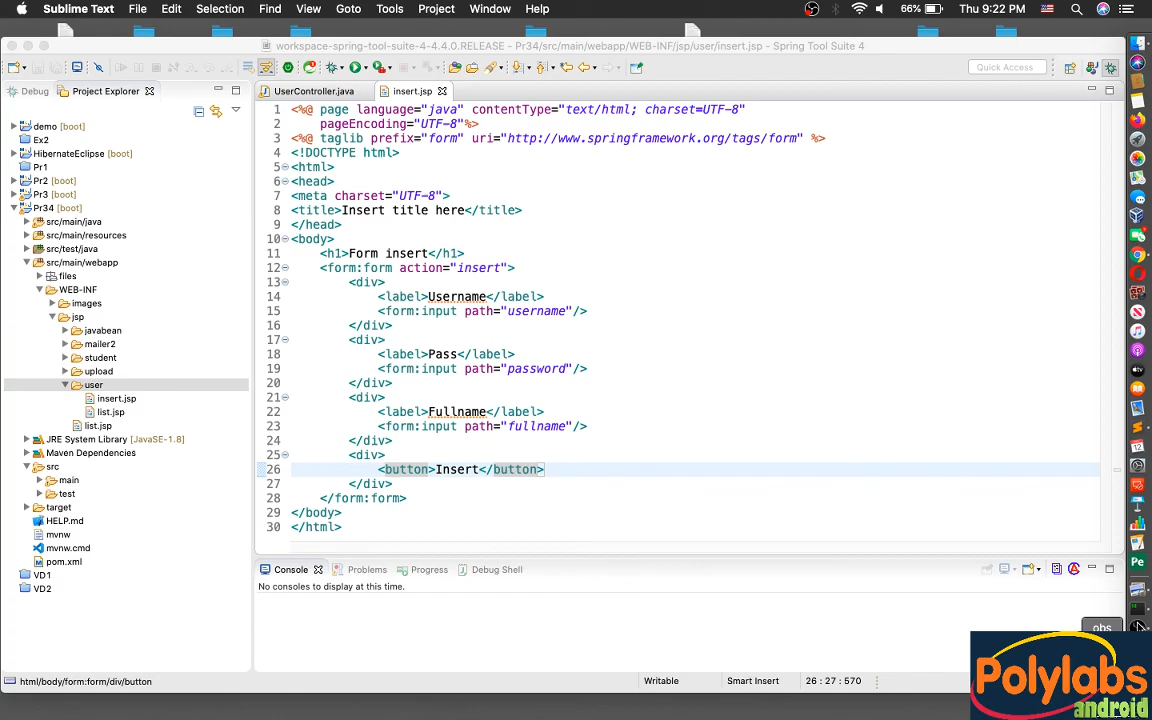 Sublime Text File Edit Selection Find View Goto Tools Project Window Help 66% Thu 9:22 PM
workspace-spring-tool-suite-4-4.4.0.RELEASE - Pr34/src/main/webapp/WEB-INF/jsp/user/insert.jsp - Spring Tool Suite 4
Quick Access
Debug Project Explorer
UserController.java insert.jsp
demo [boot]
Ex2
HibernateEclipse [boot]
Pr1
Pr2 [boot]
Pr3 [boot]
Pr34 [boot]
src/main/java
src/main/resources
src/test/java
src/main/webapp
files
WEB-INF
images
jsp
javabean
mailer2
student
upload
user
insert.jsp
list.jsp
list.jsp
JRE System Library [JavaSE-1.8]
Maven Dependencies
src
main
test
target
HELP.md
mvnw
mvnw.cmd
pom.xml
VD1
VD2
1 <%@ page language="java" contentType="text/html; charset=UTF-8"
2 pageEncoding="UTF-8"%>
3 <%@ taglib prefix="form" uri="http://www.springframework.org/tags/form" %>
4 <!DOCTYPE html>
5 <html>
6 <head>
7 <meta charset="UTF-8">
8 <title>Insert title here</title>
9 </head>
10 <body>
11 <h1>Form insert</h1>
12 <form:form action="insert">
13 <div>
14 <label>Username</label>
15 <form:input path="username"/>
16 </div>
17 <div>
18 <label>Pass</label>
19 <form:input path="password"/>
20 </div>
21 <div>
22 <label>Fullname</label>
23 <form:input path="fullname"/>
24 </div>
25 <div>
26 <button>Insert</button>
27 </div>
28 </form:form>
29 </body>
30 </html>
Console Problems Progress Debug Shell
No consoles to display at this time.
obs
html/body/form:form/div/button
Writable Smart Insert 26 : 27 : 570
Polylabs
android